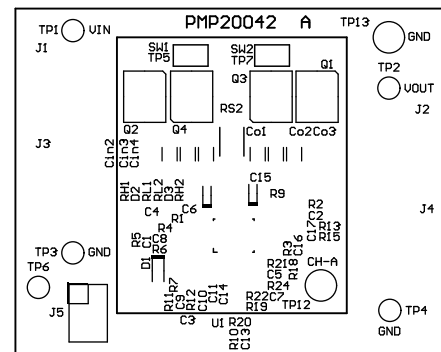 PMP20042 A
TP1 VIN
TP13
GND
J1
SW1
TP5
SW2
TP7
Q1
Q3
TP2
VOUT
J2
RS2
Q2
Q4
Co1
Co2Co3
Cin2
Cin3
Cin4
J3
C15
R9
RH1
D2
RL1
RL2
D3
RH2
C6
C4
R1
R4
R2
C2
R13
R15
C17
J4
R5
C1
C8
R6
R3
C16
R18
TP3 GND
D1
R21
C5
R24
CH-A
TP6
R7
R11
C9
R12
C10
C11
C14
R22
C7
R19
TP12
J5
C3
U1
R20
R10
C13
TP4
GND